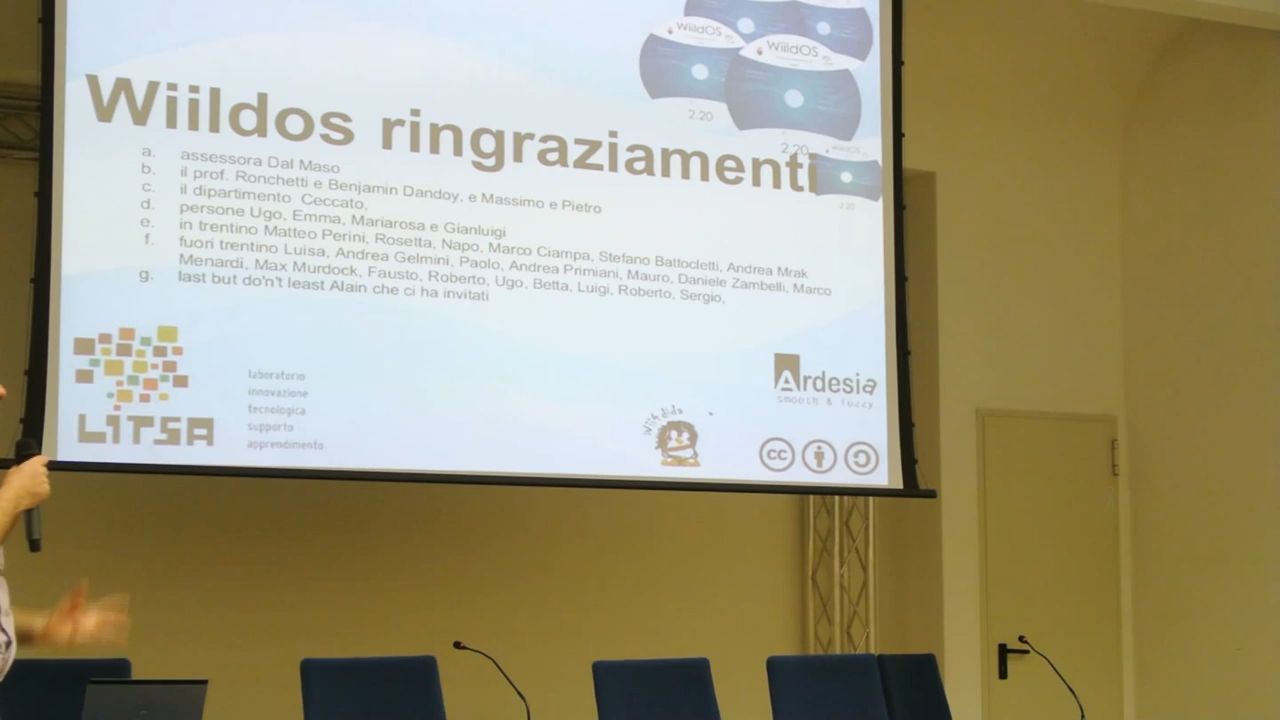 WiildOS
WiildOS
2.20
2.20
Wiildos ringraziamenti
a. assessora Dal Maso
b. il prof. Ronchetti e Benjamin Dandoy, e Massimo e Pietro
c. il dipartimento Ceccato,
d. persone Ugo, Emma, Mariarosa e Gianluigi
e. in trentino Matteo Perini, Rosetta, Napo, Marco Ciampa, Stefano Battocletti, Andrea Mrak
f. fuori trentino Luisa, Andrea Gelmini, Paolo, Andrea Primiani, Mauro, Daniele Zambelli, Marco
Menardi, Max Murdock, Fausto, Roberto, Ugo, Betta, Luigi, Roberto, Sergio,
g. last but do'n't least Alain che ci ha invitati
2.20
LITSA
laboratorio
innovazione
tecnologica
supporto
apprendimento
Ardesia
smooth & fuzzy
cc